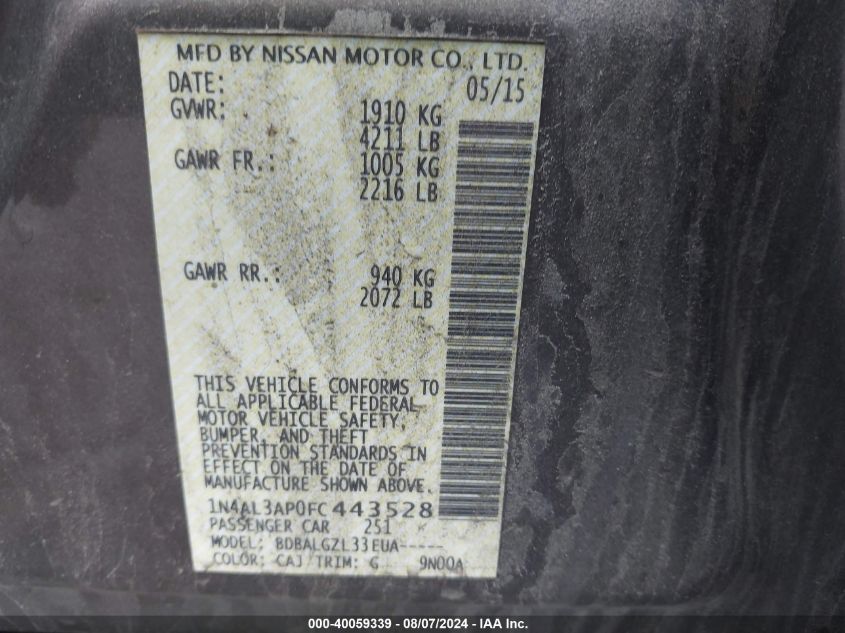 MFD BY NISSAN MOTOR CO., LTD.
DATE: 05/15
GVWR: 1910 KG
4211 LB
GAWR FR.: 1005 KG
2216 LB
GAWR RR.: 940 KG
2072 LB
THIS VEHICLE CONFORMS TO
ALL APPLICABLE FEDERAL
MOTOR VEHICLE SAFETY,
BUMPER, AND THEFT
PREVENTION STANDARDS IN
EFFECT ON THE DATE OF
MANUFACTURE SHOWN ABOVE.
1N4AL3AP0FC443528
PASSENGER CAR 251
MODEL: BDBALGZL33EUA-----
COLOR: CAJ TRIM: G 9N00A
000-40059339 - 08/07/2024 - IAA Inc.